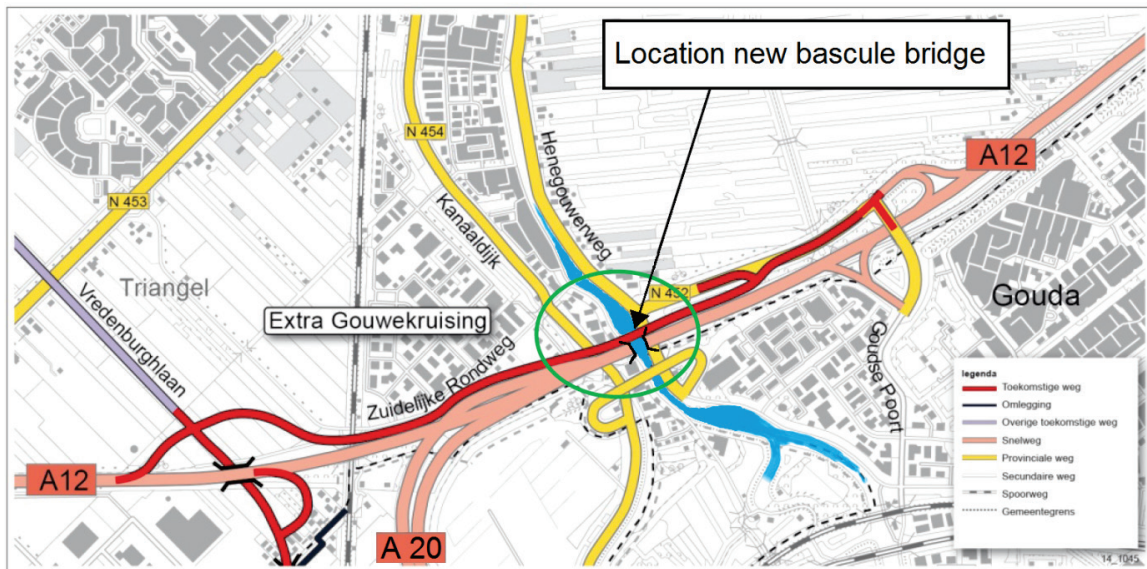 Location new bascule bridge
N 454
Henegouwerweg
A12
N 453
Kanaaldijk
Triangel
Vredenburghlaan
Extra Gouwekruising
N 452
Gouda
Zuidelijke Rondweg
Goudse Poort
A12
A 20
legenda
Toekomstige weg
Omlegging
Overige toekomstige weg
Snelweg
Provinciale weg
Secundaire weg
Spoorweg
Gemeentegrens
14_1045